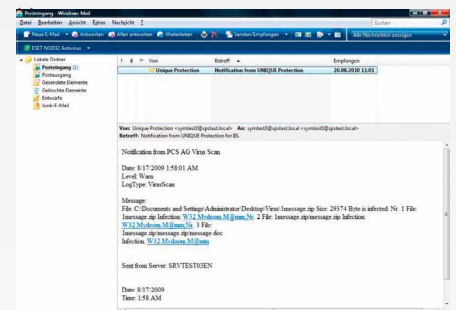 Posteingang - Windows Mail
Datei Bearbeiten Ansicht Extras Nachricht ?
Suchen
Neue E-Mail Antworten Allen antworten Weiterleiten Senden/Empfangen Alle Nachrichten anzeigen
ESET NOD32 Antivirus
Lokale Ordner
Posteingang (1)
Postausgang
Gesendete Elemente
Gelöschte Elemente
Entwürfe
Junk-E-Mail
Von Betreff Empfangen
Unique Protection Notification from UNIQUE Protection 20.08.2010 11:01
Von: Unique Protection <symtest3@spstest.local> An: symtest3@spstest.local <symtest3@spstest.local>
Betreff: Notification from UNIQUE Protection for IIS.
Notification from PCS AG Virus Scan
Date: 8/17/2009 1:58:01 AM
Level: Warn
LogType: VirusScan
Message:
File: C:\Documents and Settings\Administrator\Desktop\Virus\1message.zip Size: 29374 Byte is infected: Nr. 1 File:
1message.zip Infection: W32.Mydoom.M@mm;Nr. 2 File: 1message.zip/message.zip Infection:
W32.Mydoom.M@mm;Nr. 3 File:
1message.zip/message.zip/message.doc
Infection: W32.Mydoom.M@mm
Sent from Server: SRVTEST03EN
Date: 8/17/2009
Time: 1:58 AM